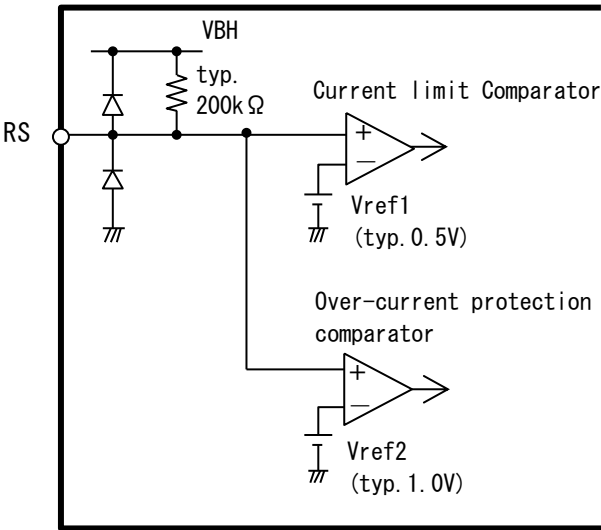 VBH
typ.
200kΩ
RS
Current limit Comparator
+
−
Vref1
(typ.0.5V)
Over-current protection
comparator
+
−
Vref2
(typ.1.0V)